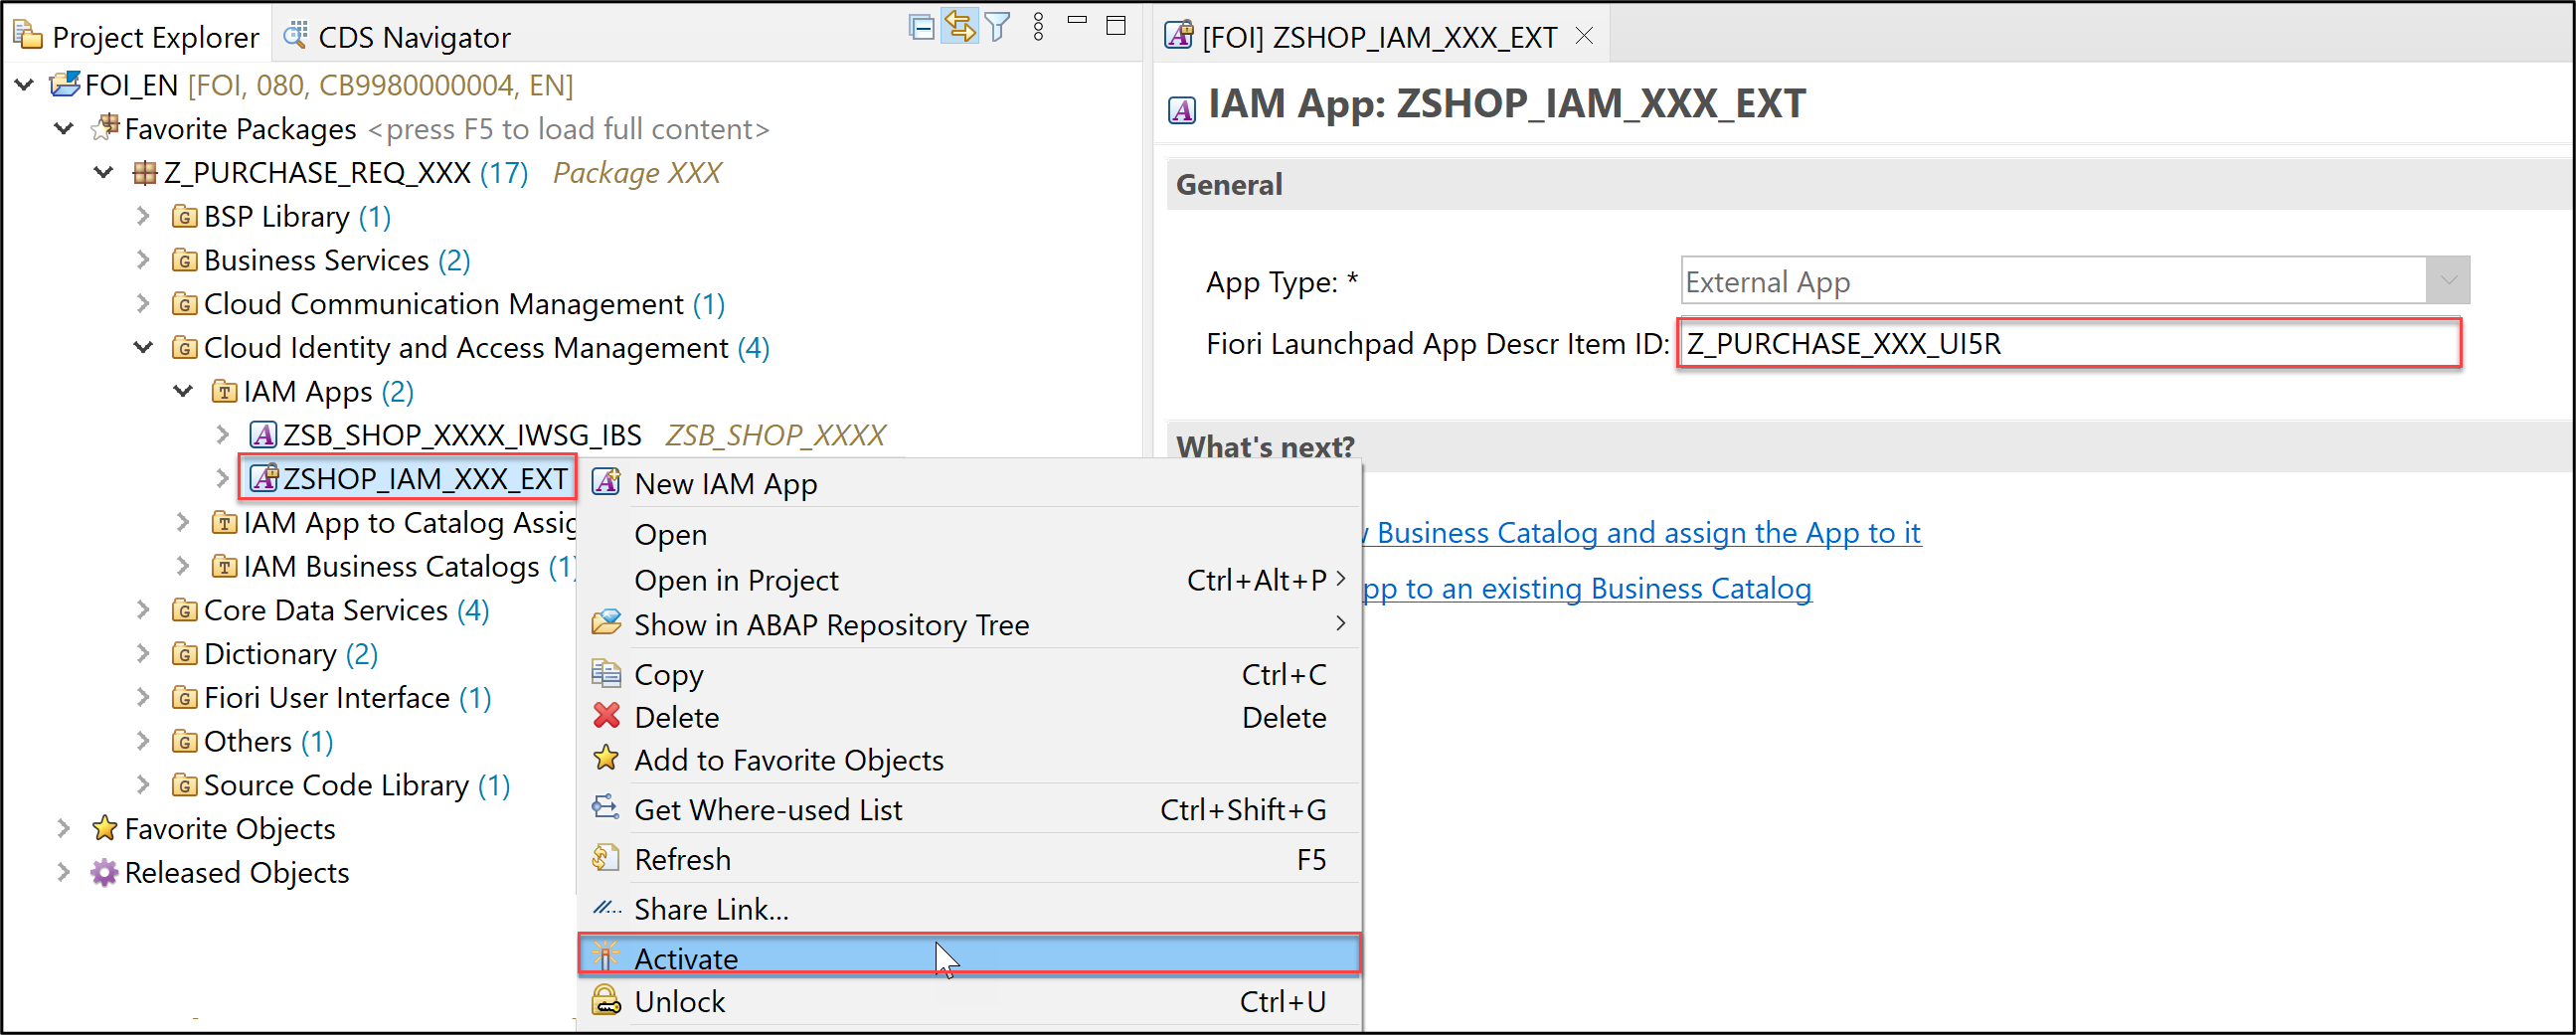 Project Explorer
CDS Navigator
FOI_EN [FOI, 080, CB9980000004, EN]
Favorite Packages <press F5 to load full content>
Z_PURCHASE_REQ_XXX (17) Package XXX
BSP Library (1)
Business Services (2)
Cloud Communication Management (1)
Cloud Identity and Access Management (4)
IAM Apps (2)
ZSB_SHOP_XXXX_IWSG_IBS ZSB_SHOP_XXXX
ZSHOP_IAM_XXX_EXT
IAM App to Catalog Assig
IAM Business Catalogs (1)
Core Data Services (4)
Dictionary (2)
Fiori User Interface (1)
Others (1)
Source Code Library (1)
Favorite Objects
Released Objects
New IAM App
Open
Open in Project Ctrl+Alt+P
Show in ABAP Repository Tree
Copy Ctrl+C
Delete Delete
Add to Favorite Objects
Get Where-used List Ctrl+Shift+G
Refresh F5
Share Link...
Activate
Unlock Ctrl+U
[FOI] ZSHOP_IAM_XXX_EXT
IAM App: ZSHOP_IAM_XXX_EXT
General
App Type: * External App
Fiori Launchpad App Descr Item ID: Z_PURCHASE_XXX_UI5R
What's next?
Business Catalog and assign the App to it
pp to an existing Business Catalog